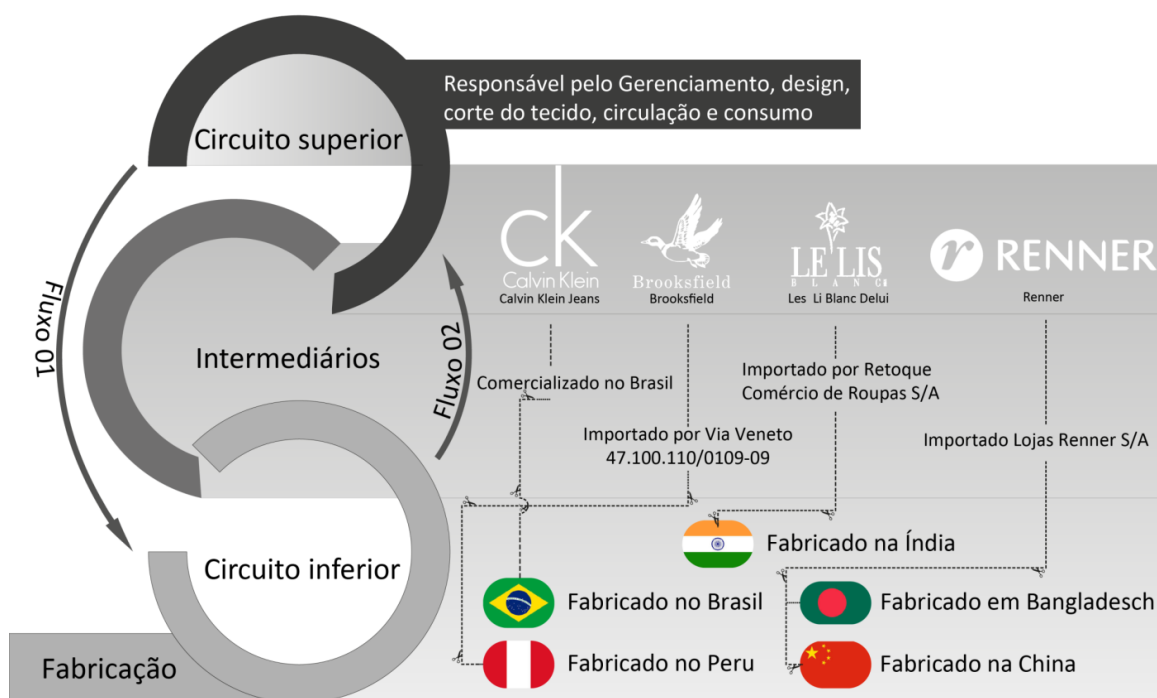 Responsável pelo Gerenciamento, design,
corte do tecido, circulação e consumo
Circuito superior
Fluxo 01
Intermediários
Fluxo 02
Circuito inferior
Fabricação
ck
Calvin Klein
Calvin Klein Jeans
Brooksfield
Brooksfield
LE LIS
BLANC
Les Li Blanc Delui
r RENNER
Renner
Comercializado no Brasil
Importado por Via Veneto
47.100.110/0109-09
Importado por Retoque
Comércio de Roupas S/A
Importado Lojas Renner S/A
Fabricado na Índia
Fabricado no Brasil
Fabricado em Bangladesch
Fabricado no Peru
Fabricado na China